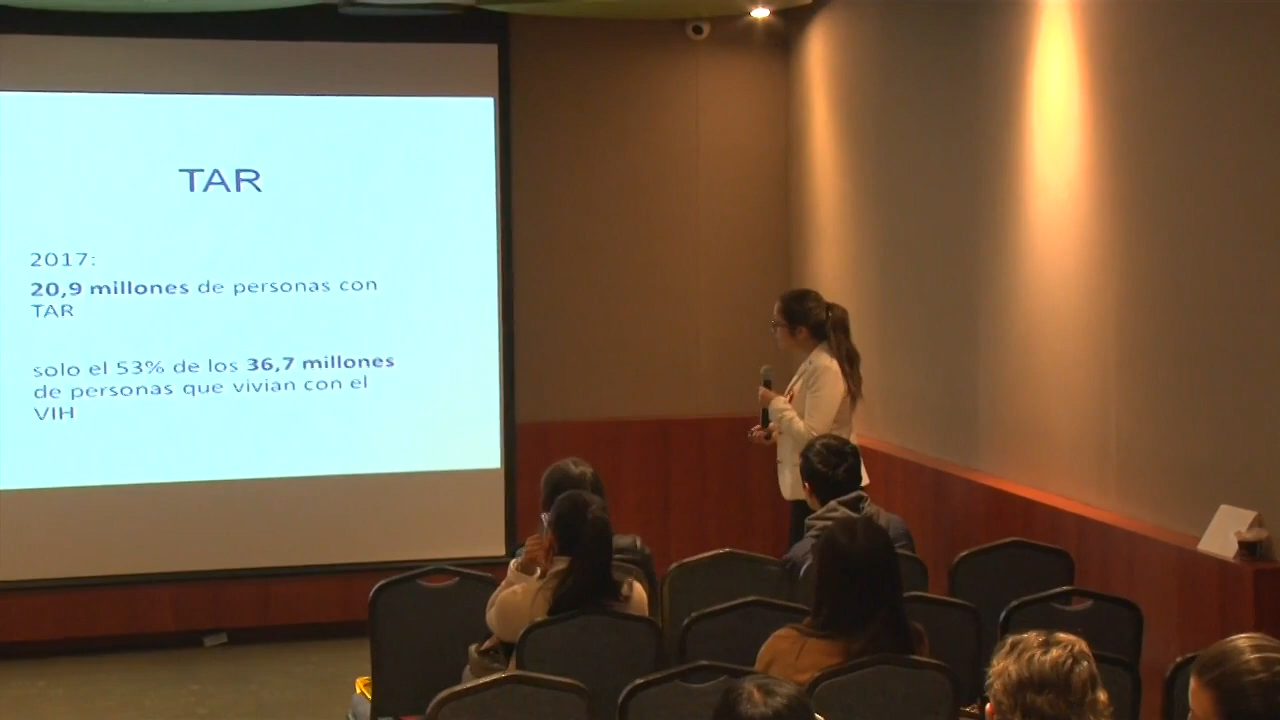 TAR
2017:
20,9 millones de personas con
TAR
solo el 53% de los 36,7 millones
de personas que vivian con el
VIH